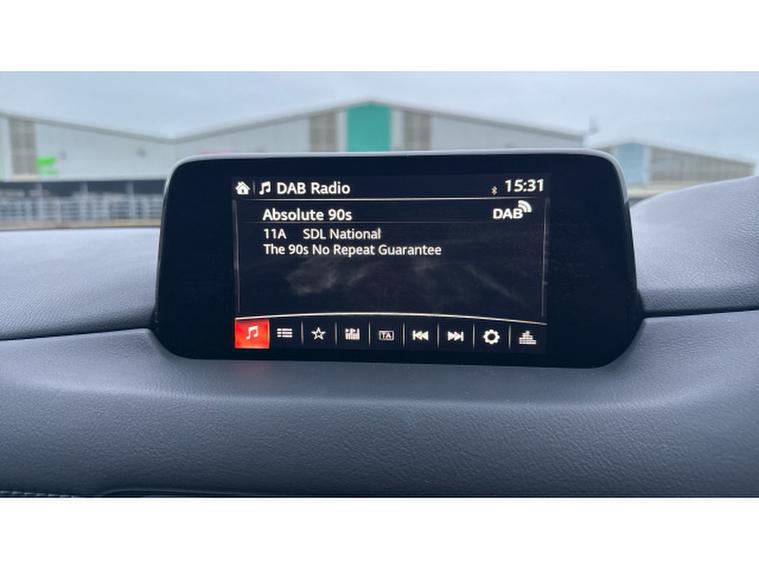 DAB Radio 15:31
Absolute 90s DAB
11A SDL National
The 90s No Repeat Guarantee
TA